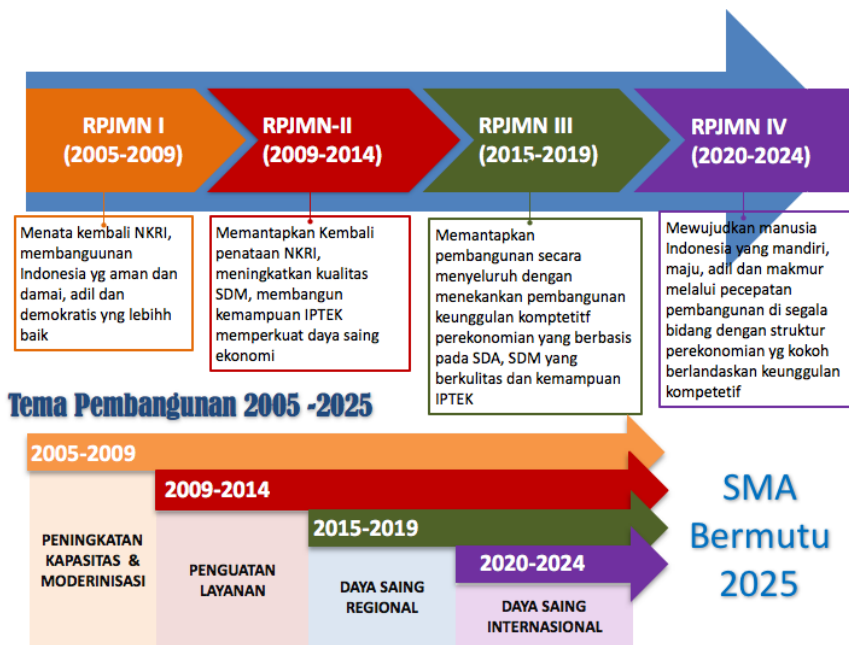 RPJMN I
(2005-2009)
RPJMN-II
(2009-2014)
RPJMN III
(2015-2019)
RPJMN IV
(2020-2024)
Menata kembali NKRI,
membanguunan
Indonesia yg aman dan
damai, adil dan
demokratis yng lebihh
baik
Memantapkan Kembali
penataan NKRI,
meningkatkan kualitas
SDM, membangun
kemampuan IPTEK
memperkuat daya saing
ekonomi
Memantapkan
pembangunan secara
menyeluruh dengan
menekankan pembangunan
keunggulan komptetitf
perekonomian yang berbasis
pada SDA, SDM yang
berkulitas dan kemampuan
IPTEK
Mewujudkan manusia
Indonesia yang mandiri,
maju, adil dan makmur
melalui pecepatan
pembangunan di segala
bidang dengan struktur
perekonomian yg kokoh
berlandaskan keunggulan
kompetetif
Tema Pembangunan 2005 -2025
2005-2009
2009-2014
2015-2019
2020-2024
PENINGKATAN
KAPASITAS &
MODERINISASI
PENGUATAN
LAYANAN
DAYA SAING
REGIONAL
DAYA SAING
INTERNASIONAL
SMA
Bermutu
2025